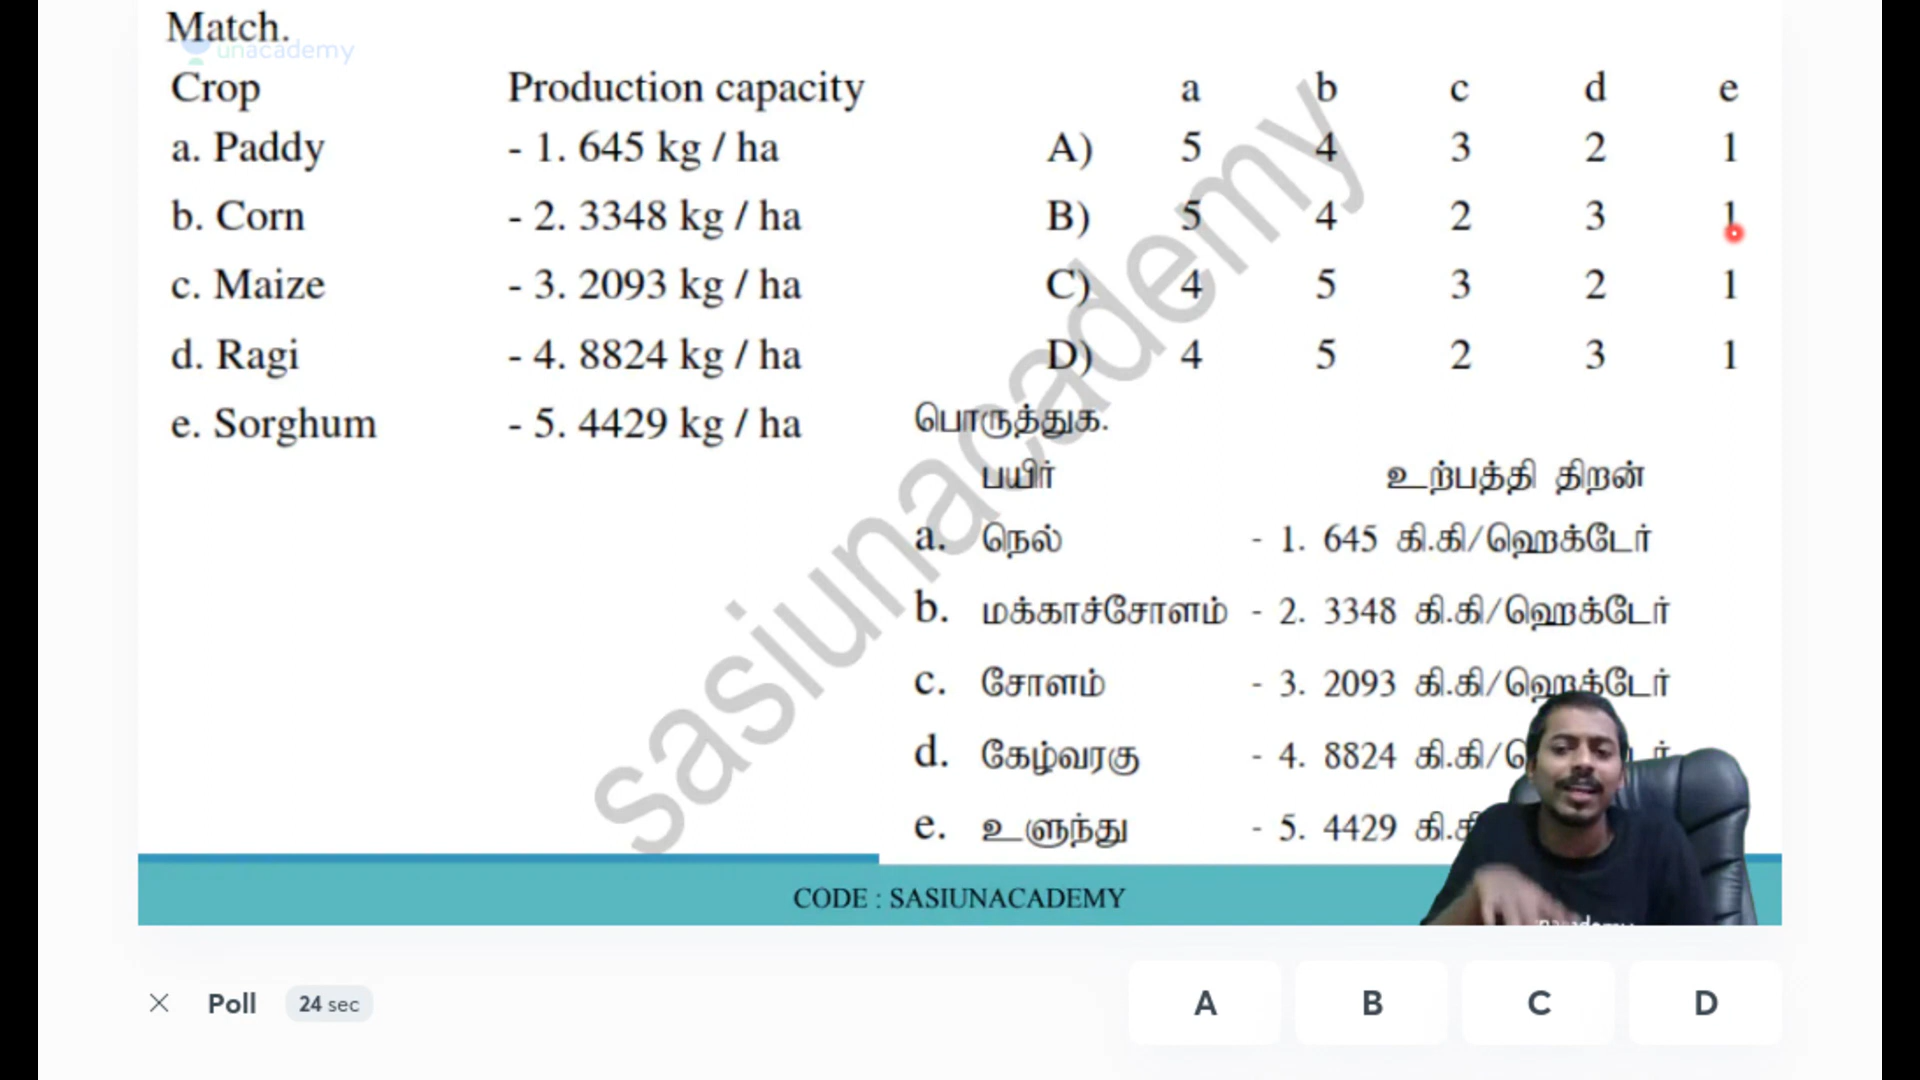 Match.
unacademy
Crop Production capacity a b c d e
a. Paddy - 1. 645 kg / ha A) 5 4 3 2 1
b. Corn - 2. 3348 kg / ha B) 5 4 2 3 1
c. Maize - 3. 2093 kg / ha C) 4 5 3 2 1
d. Ragi - 4. 8824 kg / ha D) 4 5 2 3 1
e. Sorghum - 5. 4429 kg / ha
பொருத்துக.
பயிர் உற்பத்தி திறன்
a. நெல் - 1. 645 கி.கி/ஹெக்டேர்
b. மக்காச்சோளம் - 2. 3348 கி.கி/ஹெக்டேர்
c. சோளம் - 3. 2093 கி.கி/ஹெக்டேர்
d. கேழ்வரகு - 4. 8824 கி.கி/
e. உளுந்து - 5. 4429
sasiunacademy
CODE : SASIUNACADEMY
Poll 24 sec A B C D